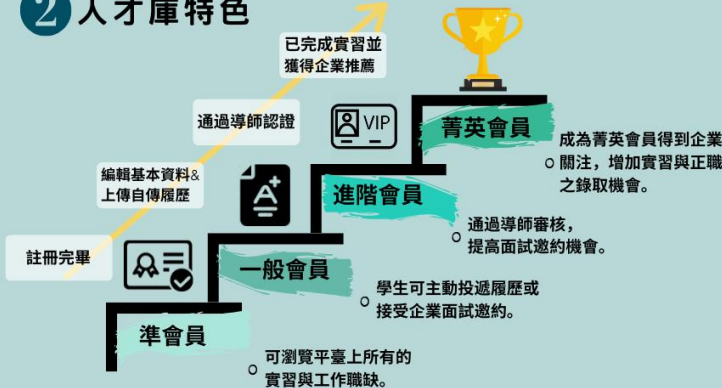 2 人才庫特色
已完成實習並
獲得企業推薦
通過導師認證
VIP
菁英會員
成為菁英會員得到企業
關注，增加實習與正職
之錄取機會。
編輯基本資料&
上傳自傳履歷
A+
進階會員
通過導師審核，
提高面試邀約機會。
註冊完畢
一般會員
學生可主動投遞履歷或
接受企業面試邀約。
準會員
可瀏覽平臺上所有的
實習與工作職缺。